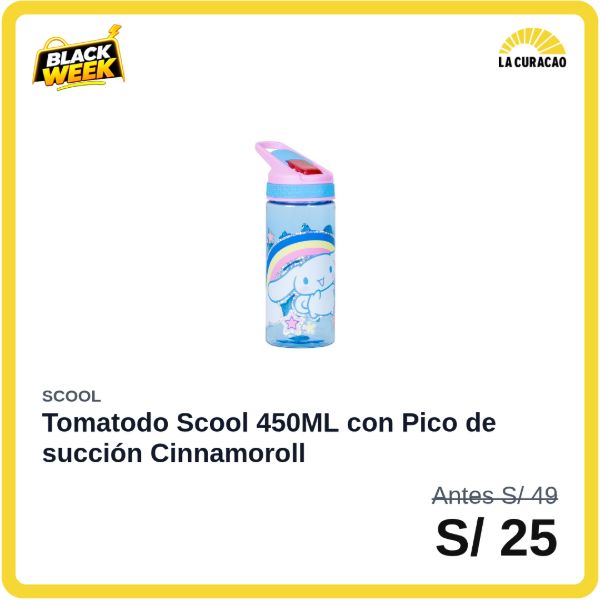 BLACK
WEEK
LA CURACAO
SCOOL
Tomatodo Scool 450ML con Pico de
succión Cinnamoroll
Antes S/ 49
S/ 25